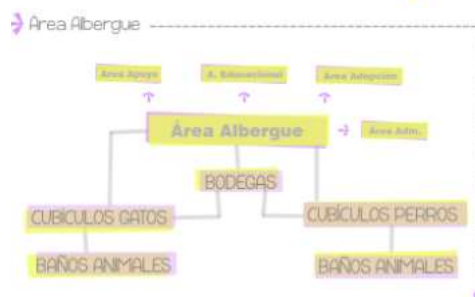 Área Albergue
Área Apoyo
A. Educacional
Área Adopción
Área Albergue
Área Adm.
BODEGAS
CUBÍCULOS GATOS
CUBÍCULOS PERROS
BAÑOS ANIMALES
BAÑOS ANIMALES